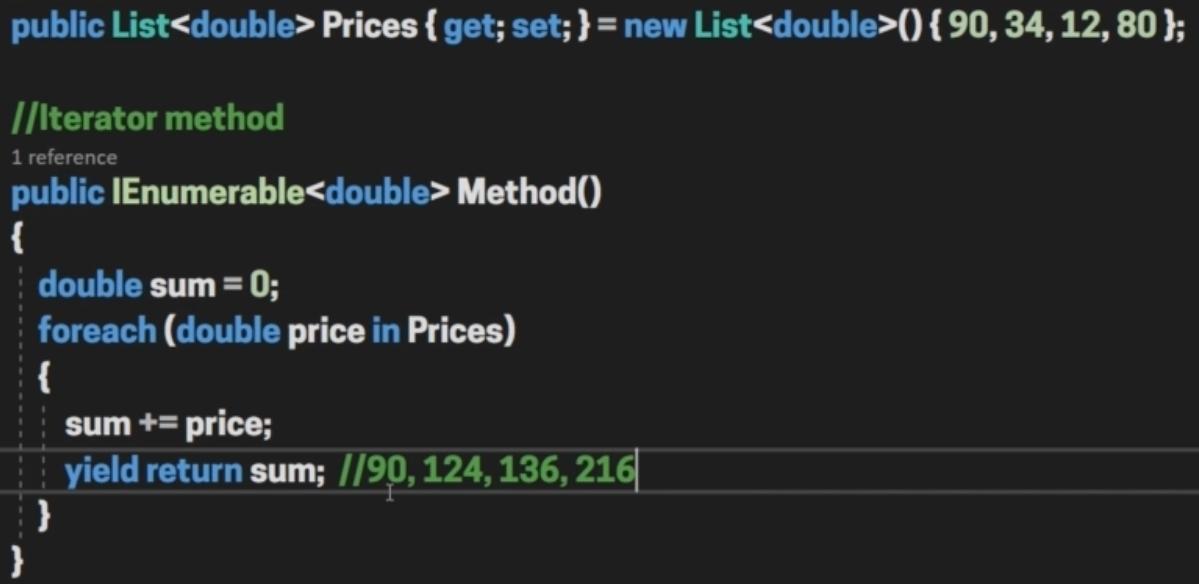 public List<double> Prices { get; set; } = new List<double>() { 90, 34, 12, 80 };
//Iterator method
1 reference
public IEnumerable<double> Method()
{
double sum = 0;
foreach (double price in Prices)
{
sum += price;
yield return sum; //90, 124, 136, 216
}
}